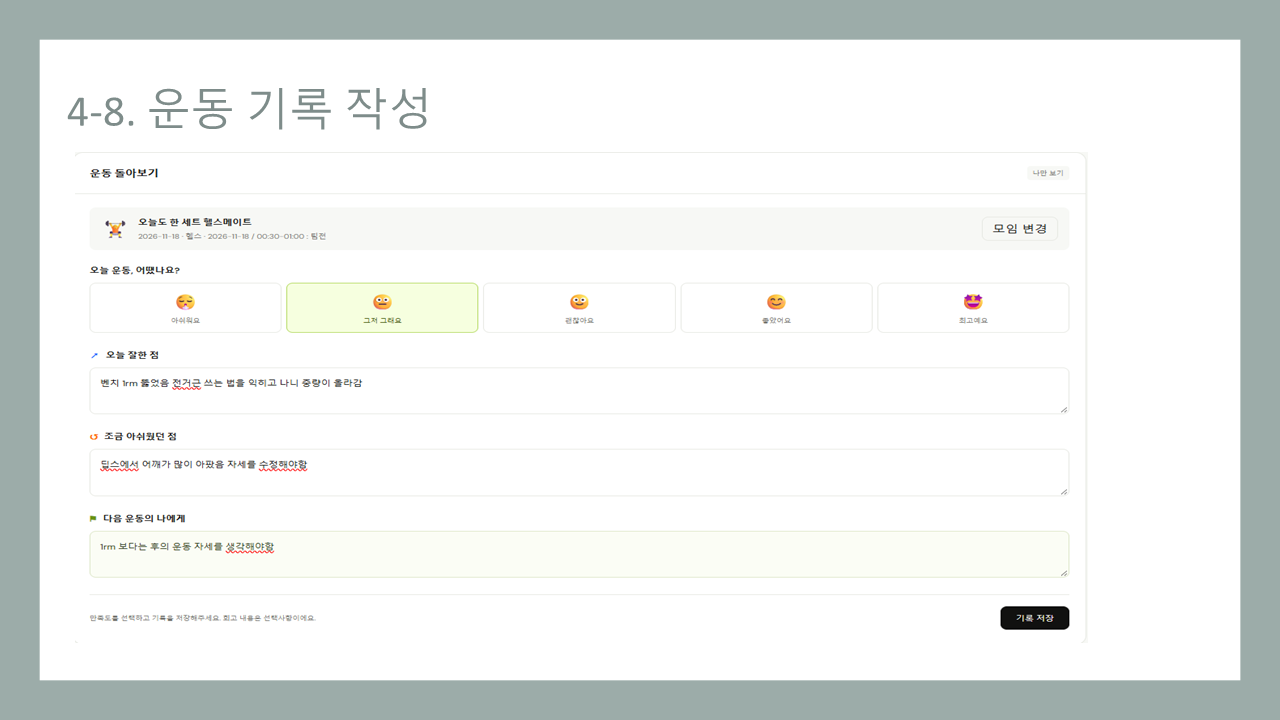 4-8. 운동 기록 작성
운동 돌아보기
나만 보기
오늘도 한 세트 헬스메이트
2026-11-18 · 헬스 · 2026-11-18 / 00:30-01:00 : 림전
모임 변경
오늘 운동, 어땠나요?
아쉬워요
그저 그래요
괜찮아요
좋았어요
최고예요
오늘 잘한 점
벤치 1rm 뚫었음 전거근 쓰는 법을 익히고 나니 중량이 올라감
조금 아쉬웠던 점
딥스에서 어깨가 많이 아팠음 자세를 수정해야함
다음 운동의 나에게
1rm 보다는 후의 운동 자세를 생각해야함
만족도를 선택하고 기록을 저장해주세요. 회고 내용은 선택사항이에요.
기록 저장